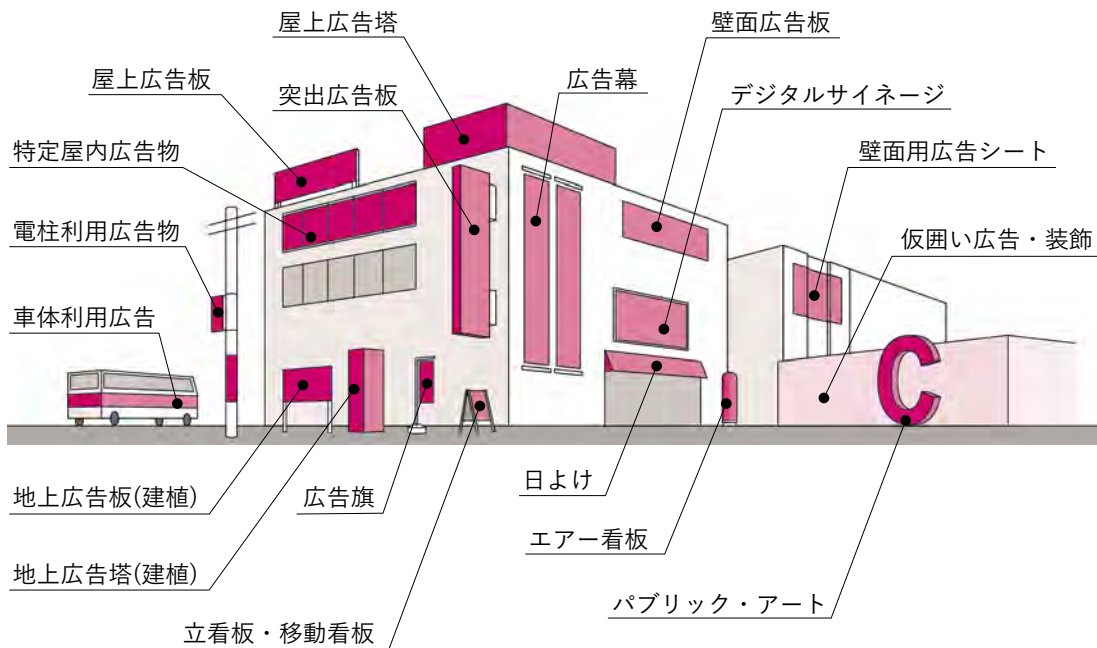 屋上広告塔
壁面広告板
屋上広告板
突出広告板
広告幕
デジタルサイネージ
特定屋内広告物
壁面用広告シート
電柱利用広告物
仮囲い広告・装飾
車体利用広告
C
地上広告板(建植)
広告旗
日よけ
エアー看板
地上広告塔(建植)
パブリック・アート
立看板・移動看板